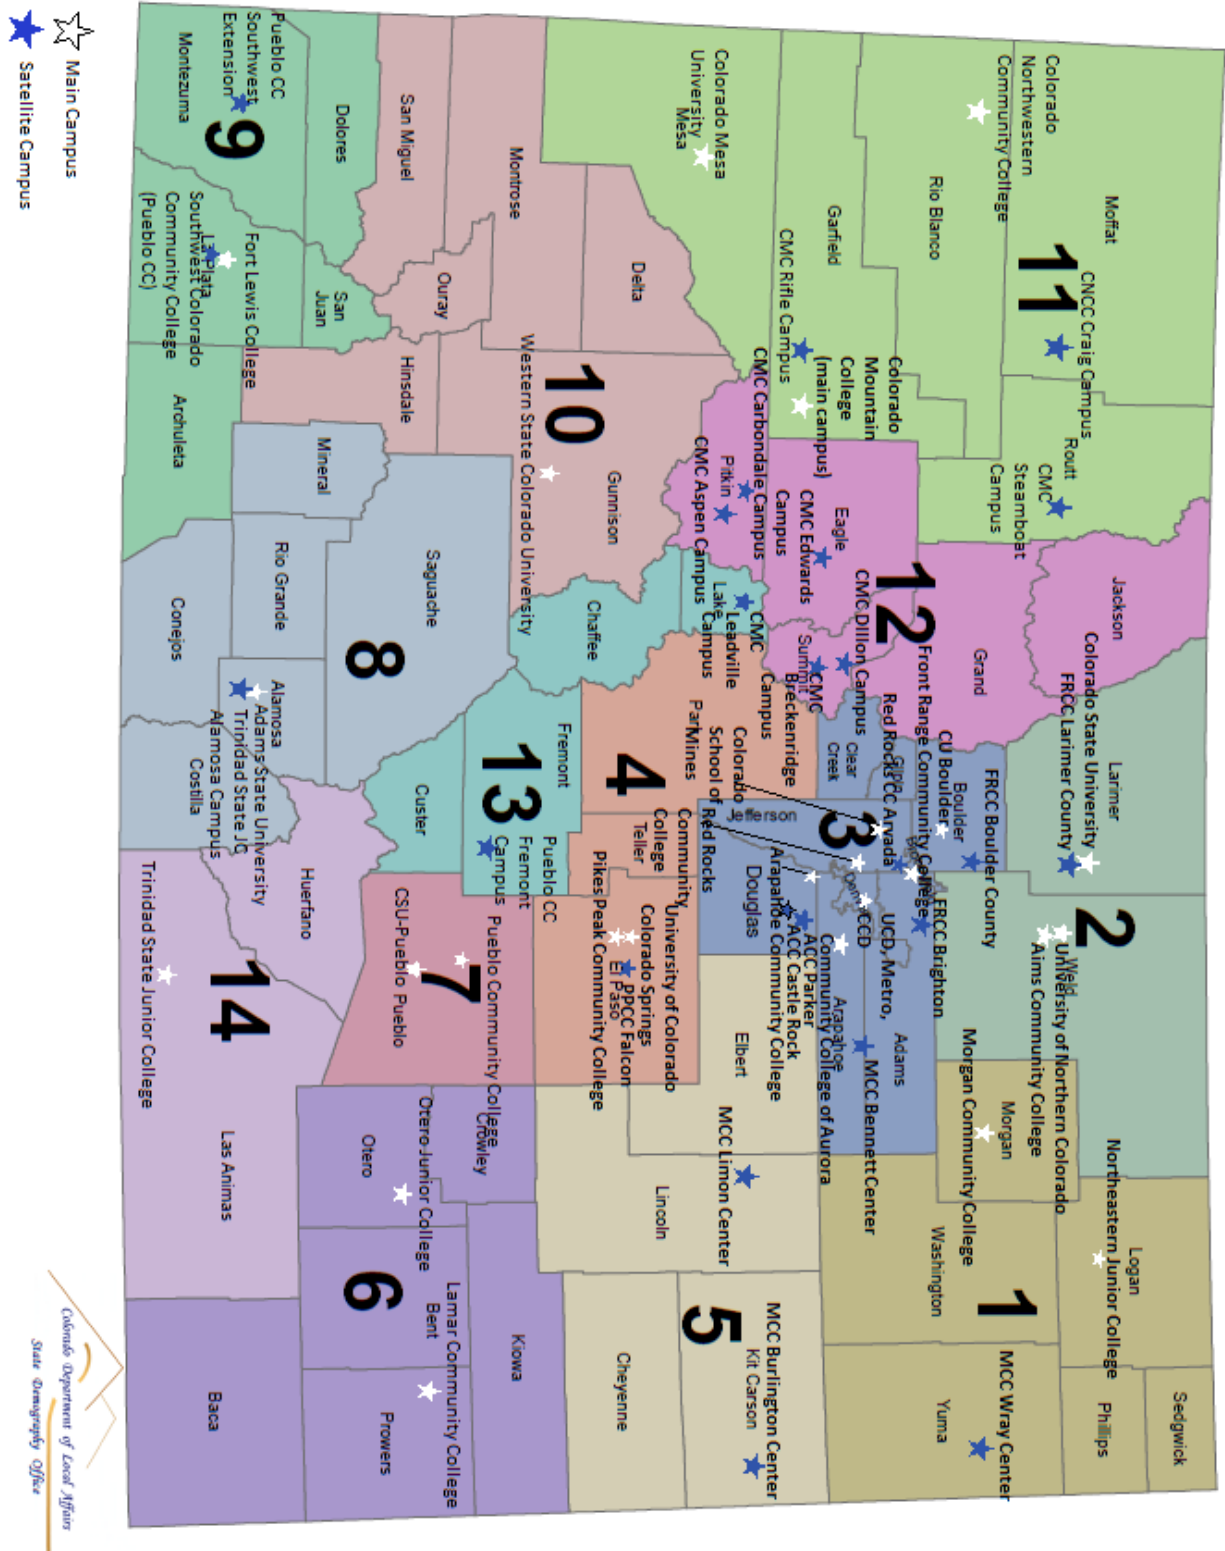 Moffat
Colorado
Northwestern
Community College
11
CNCC Craig Campus
Routt
CMC
Steamboat
Campus
Rio Blanco
Garfield
CMC Rifle Campus
Colorado
Mountain
College
(main campus)
Colorado Mesa
University
Mesa
Jackson
Grand
12
Eagle
CMC Edwards
Campus
CMC Dillon Campus
Summit
CMC
Breckenridge
Campus
Pitkin
CMC Carbondale Campus
CMC Aspen Campus
Larimer
Colorado State University
FRCC Larimer County
2
Weld
University of Northern Colorado
Aims Community College
Boulder
CU Boulder
FRCC Boulder County
Front Range Community College
FRCC Brighton
Gilpin
Red Rocks CC Arvada
Clear
Creek
3
Jefferson
Colorado
School of
Mines
Red Rocks
Community
College
UCD, Metro,
CCD
Adams
Arapahoe
MCC Bennett Center
Community College of Aurora
ACC Parker
ACC Castle Rock
Arapahoe Community College
Douglas
Logan
Northeastern Junior College
Sedgwick
Phillips
Morgan
Morgan Community College
1
Washington
Yuma
MCC Wray Center
Elbert
MCC Limon Center
Lincoln
5
MCC Burlington Center
Kit Carson
Cheyenne
Lake
CMC
Leadville
Campus
Chaffee
Park
4
Teller
University of Colorado
Colorado Springs
El Paso
PPCC Falcon
Pikes Peak Community College
Delta
Montrose
10
Gunnison
Western State Colorado University
Ouray
Hinsdale
San Miguel
Fremont
13
Pueblo CC
Fremont
Campus
Custer
Pueblo Community College
7
CSU-Pueblo Pueblo
Crowley
Otero Junior College
Otero
6
Kiowa
Lamar Community College
Bent
Prowers
Baca
Dolores
San
Juan
Pueblo CC
Southwest
Extension
9
Montezuma
Fort Lewis College
La Plata
Southwest Colorado
Community College
(Pueblo CC)
Archuleta
Saguache
8
Mineral
Rio Grande
Alamosa
Adams State University
Trinidad State JC
Alamosa Campus
Conejos
Costilla
Huerfano
14
Trinidad State Junior College
Las Animas
Main Campus
Satellite Campus
Colorado Department of Local Affairs
State Demography Office